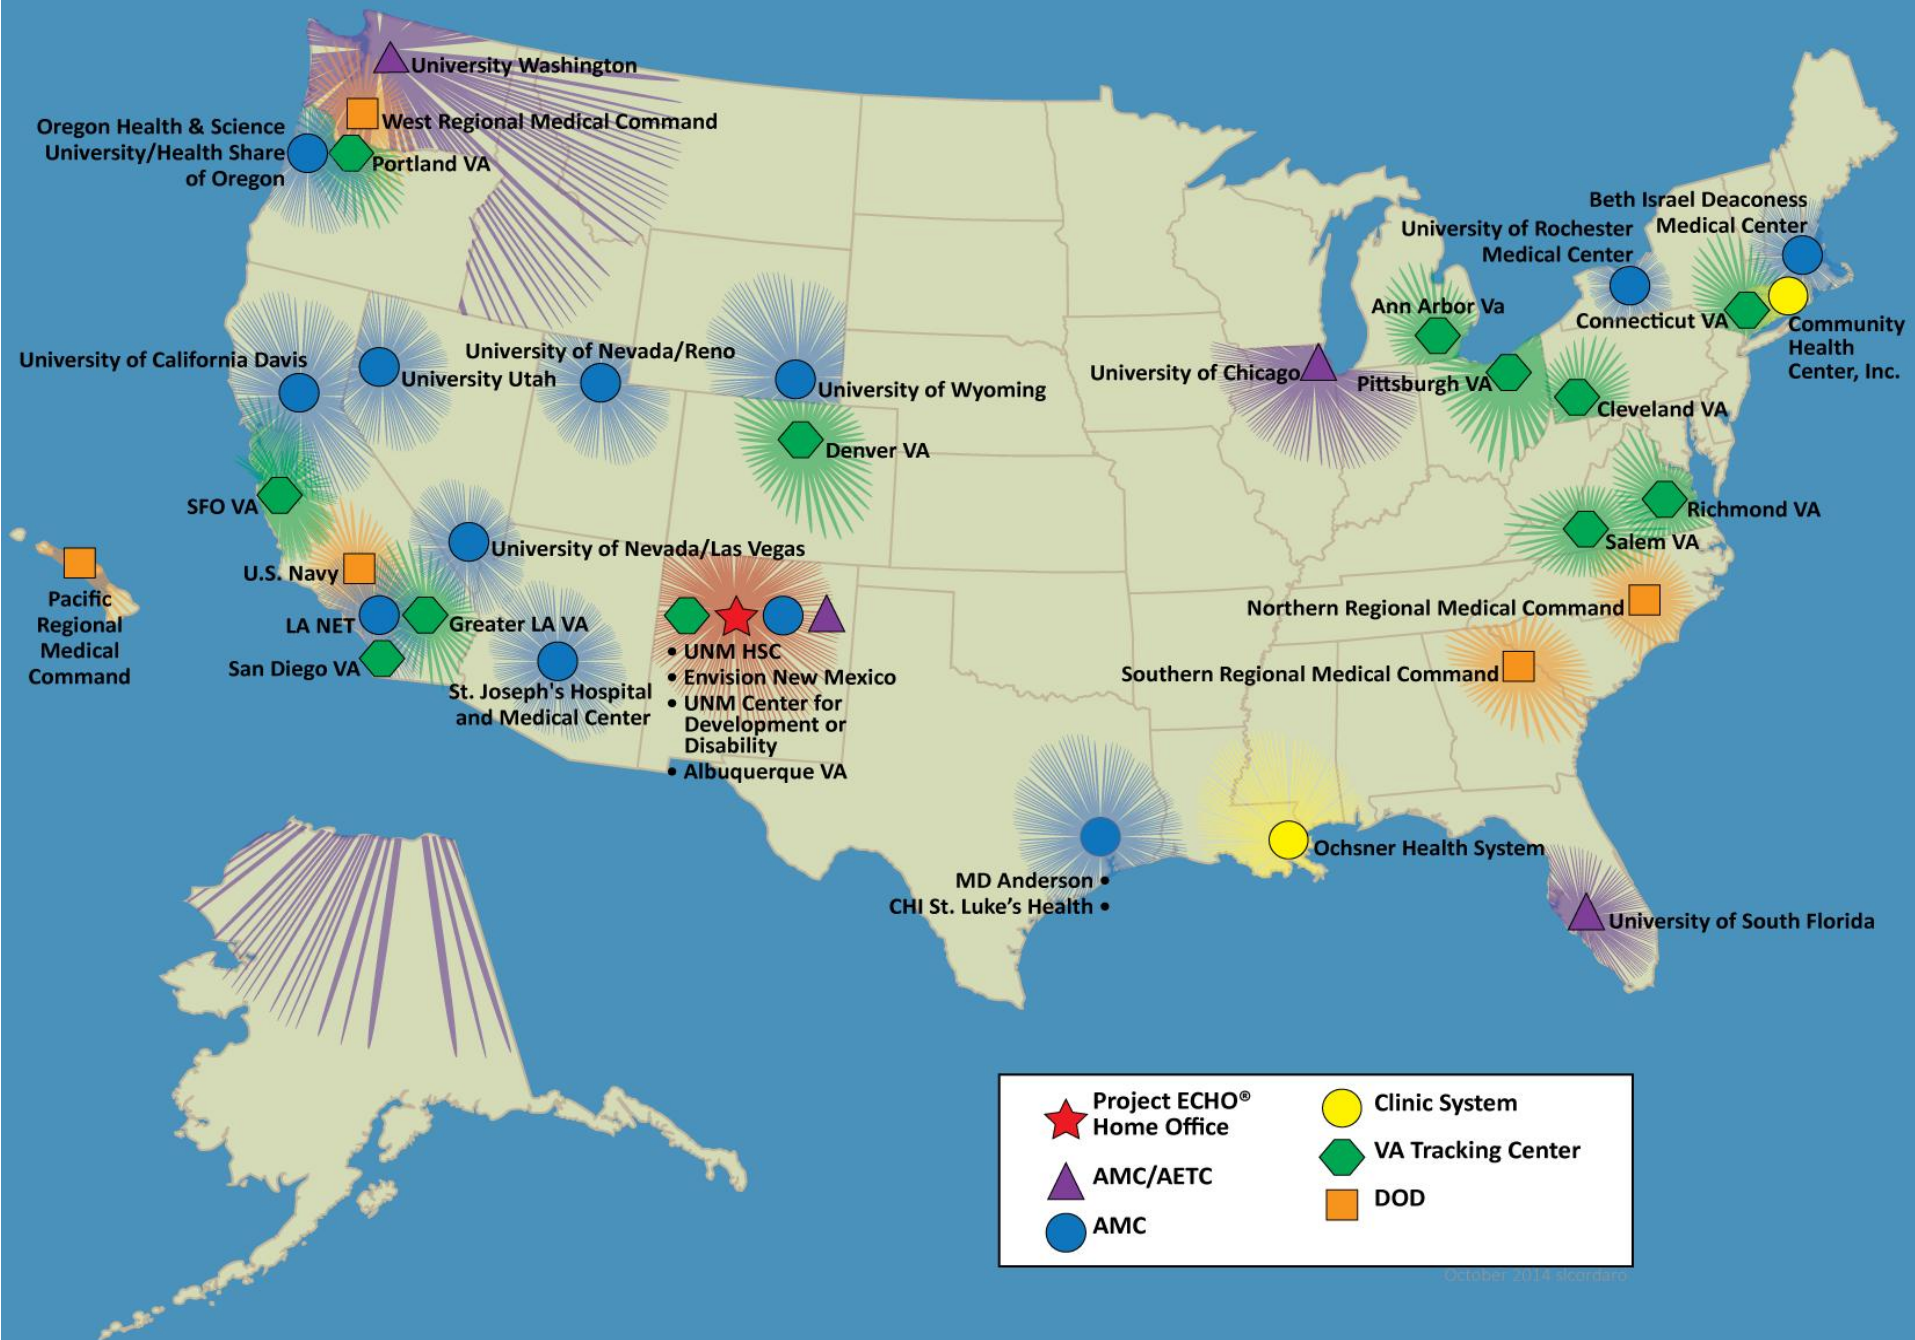 University Washington
West Regional Medical Command
Oregon Health & Science
University/Health Share
of Oregon
Portland VA
Beth Israel Deaconess
Medical Center
University of Rochester
Medical Center
Ann Arbor Va
Connecticut VA
Community
Health
Center, Inc.
University of California Davis
University of Nevada/Reno
University Utah
University of Wyoming
University of Chicago
Pittsburgh VA
Cleveland VA
Denver VA
SFO VA
Richmond VA
Salem VA
University of Nevada/Las Vegas
U.S. Navy
Pacific
Regional
Medical
Command
LA NET
Greater LA VA
San Diego VA
Northern Regional Medical Command
Southern Regional Medical Command
St. Joseph's Hospital
and Medical Center
• UNM HSC
• Envision New Mexico
• UNM Center for
Development or
Disability
• Albuquerque VA
Ochsner Health System
MD Anderson •
CHI St. Luke’s Health •
University of South Florida
Project ECHO®
Home Office
AMC/AETC
AMC
Clinic System
VA Tracking Center
DOD
October 2014 slcordaro